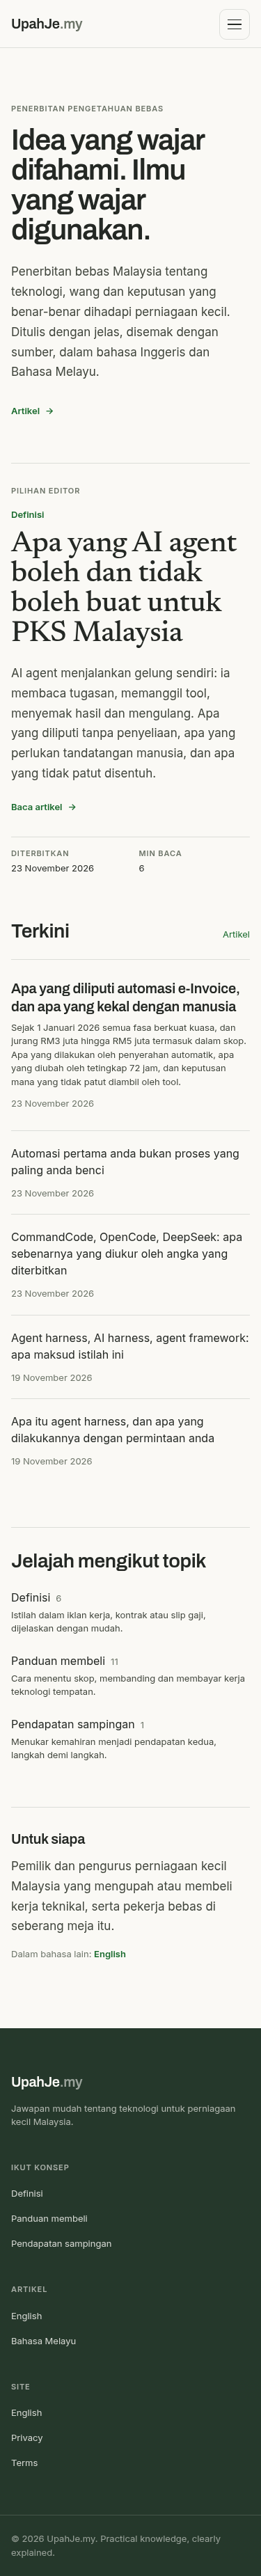 UpahJe.my
PENERBITAN PENGETAHUAN BEBAS
Idea yang wajar
difahami. Ilmu
yang wajar
digunakan.
Penerbitan bebas Malaysia tentang
teknologi, wang dan keputusan yang
benar-benar dihadapi perniagaan kecil.
Ditulis dengan jelas, disemak dengan
sumber, dalam bahasa Inggeris dan
Bahasa Melayu.
Artikel →
PILIHAN EDITOR
Definisi
Apa yang AI agent
boleh dan tidak
boleh buat untuk
PKS Malaysia
AI agent menjalankan gelung sendiri: ia
membaca tugasan, memanggil tool,
menyemak hasil dan mengulang. Apa
yang diliputi tanpa penyeliaan, apa yang
perlukan tandatangan manusia, dan apa
yang tidak patut disentuh.
Baca artikel →
DITERBITKAN
MIN BACA
23 November 2026
6
Terkini
Artikel
Apa yang diliputi automasi e-Invoice,
dan apa yang kekal dengan manusia
Sejak 1 Januari 2026 semua fasa berkuat kuasa, dan
jurang RM3 juta hingga RM5 juta termasuk dalam skop.
Apa yang dilakukan oleh penyerahan automatik, apa
yang diubah oleh tetingkap 72 jam, dan keputusan
mana yang tidak patut diambil oleh tool.
23 November 2026
Automasi pertama anda bukan proses yang
paling anda benci
23 November 2026
CommandCode, OpenCode, DeepSeek: apa
sebenarnya yang diukur oleh angka yang
diterbitkan
23 November 2026
Agent harness, AI harness, agent framework:
apa maksud istilah ini
19 November 2026
Apa itu agent harness, dan apa yang
dilakukannya dengan permintaan anda
19 November 2026
Jelajah mengikut topik
Definisi 6
Istilah dalam iklan kerja, kontrak atau slip gaji,
dijelaskan dengan mudah.
Panduan membeli 11
Cara menentu skop, membanding dan membayar kerja
teknologi tempatan.
Pendapatan sampingan 1
Menukar kemahiran menjadi pendapatan kedua,
langkah demi langkah.
Untuk siapa
Pemilik dan pengurus perniagaan kecil
Malaysia yang mengupah atau membeli
kerja teknikal, serta pekerja bebas di
seberang meja itu.
Dalam bahasa lain: English
UpahJe.my
Jawapan mudah tentang teknologi untuk perniagaan
kecil Malaysia.
IKUT KONSEP
Definisi
Panduan membeli
Pendapatan sampingan
ARTIKEL
English
Bahasa Melayu
SITE
English
Privacy
Terms
© 2026 UpahJe.my. Practical knowledge, clearly
explained.